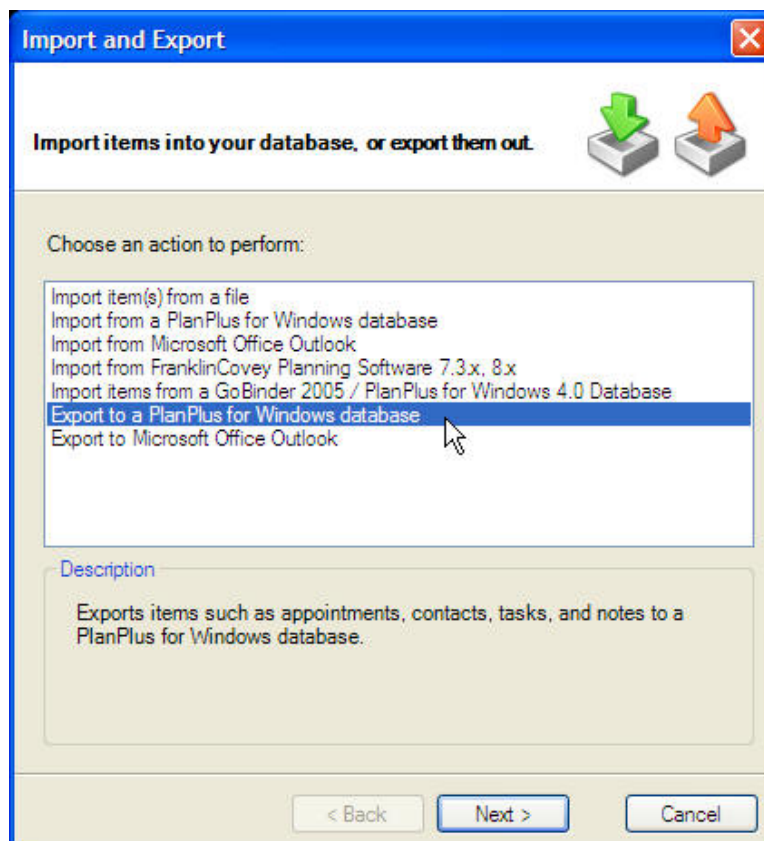 Import and Export
Import items into your database, or export them out.
Choose an action to perform:
Import item(s) from a file
Import from a PlanPlus for Windows database
Import from Microsoft Office Outlook
Import from FranklinCovey Planning Software 7.3.x, 8.x
Import items from a GoBinder 2005 / PlanPlus for Windows 4.0 Database
Export to a PlanPlus for Windows database
Export to Microsoft Office Outlook
Description
Exports items such as appointments, contacts, tasks, and notes to a
PlanPlus for Windows database.
< Back Next > Cancel